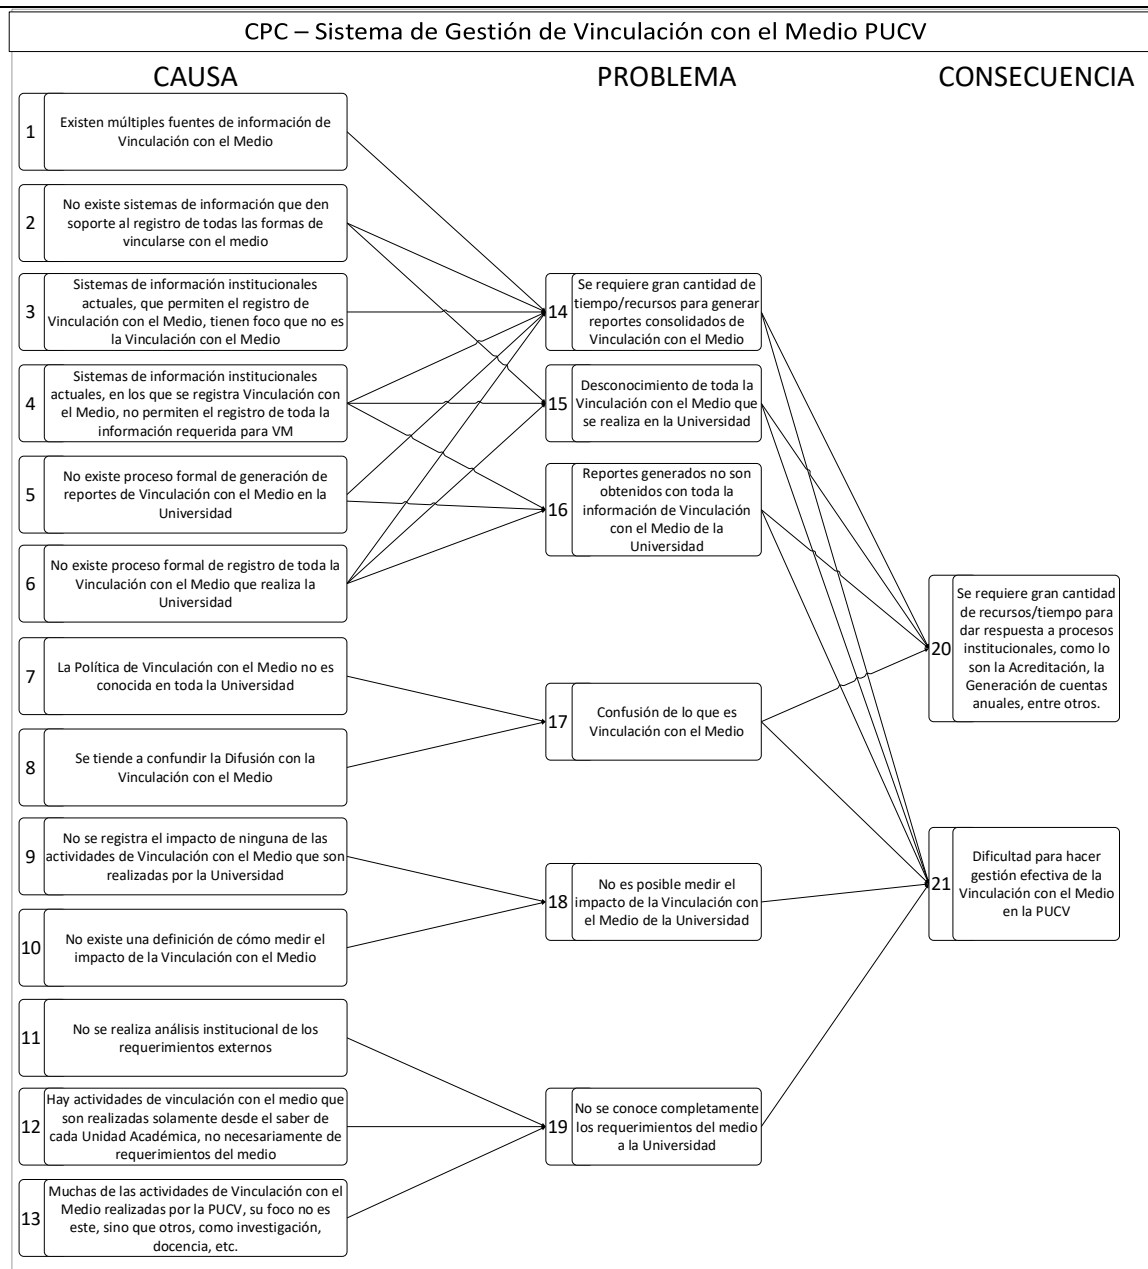 CPC – Sistema de Gestión de Vinculación con el Medio PUCV
CAUSA
PROBLEMA
CONSECUENCIA
1
Existen múltiples fuentes de información de
Vinculación con el Medio
2
No existe sistemas de información que den
soporte al registro de todas las formas de
vincularse con el medio
3
Sistemas de información institucionales
actuales, que permiten el registro de
Vinculación con el Medio, tienen foco que no es
la Vinculación con el Medio
4
Sistemas de información institucionales
actuales, en los que se registra Vinculación con
el Medio, no permiten el registro de toda la
información requerida para VM
5
No existe proceso formal de generación de
reportes de Vinculación con el Medio en la
Universidad
6
No existe proceso formal de registro de toda la
Vinculación con el Medio que realiza la
Universidad
7
La Política de Vinculación con el Medio no es
conocida en toda la Universidad
8
Se tiende a confundir la Difusión con la
Vinculación con el Medio
9
No se registra el impacto de ninguna de las
actividades de Vinculación con el Medio que son
realizadas por la Universidad
10
No existe una definición de cómo medir el
impacto de la Vinculación con el Medio
11
No se realiza análisis institucional de los
requerimientos externos
12
Hay actividades de vinculación con el medio que
son realizadas solamente desde el saber de
cada Unidad Académica, no necesariamente de
requerimientos del medio
13
Muchas de las actividades de Vinculación con el
Medio realizadas por la PUCV, su foco no es
este, sino que otros, como investigación,
docencia, etc.
14
Se requiere gran cantidad de
tiempo/recursos para generar
reportes consolidados de
Vinculación con el Medio
15
Desconocimiento de toda la
Vinculación con el Medio que
se realiza en la Universidad
16
Reportes generados no son
obtenidos con toda la
información de Vinculación
con el Medio de la
Universidad
17
Confusión de lo que es
Vinculación con el Medio
18
No es posible medir el
impacto de la Vinculación con
el Medio de la Universidad
19
No se conoce completamente
los requerimientos del medio
a la Universidad
20
Se requiere gran cantidad
de recursos/tiempo para
dar respuesta a procesos
institucionales, como lo
son la Acreditación, la
Generación de cuentas
anuales, entre otros.
21
Dificultad para hacer
gestión efectiva de la
Vinculación con el Medio
en la PUCV